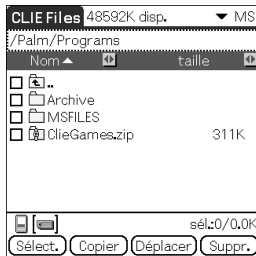 CLIE Files 48592K disp. MS
/Palm/Programs
Nom taille
..
Archive
MSFILES
ClieGames.zip 311K
sél.:0/0.0K
Sélect. Copier Déplacer Suppr.